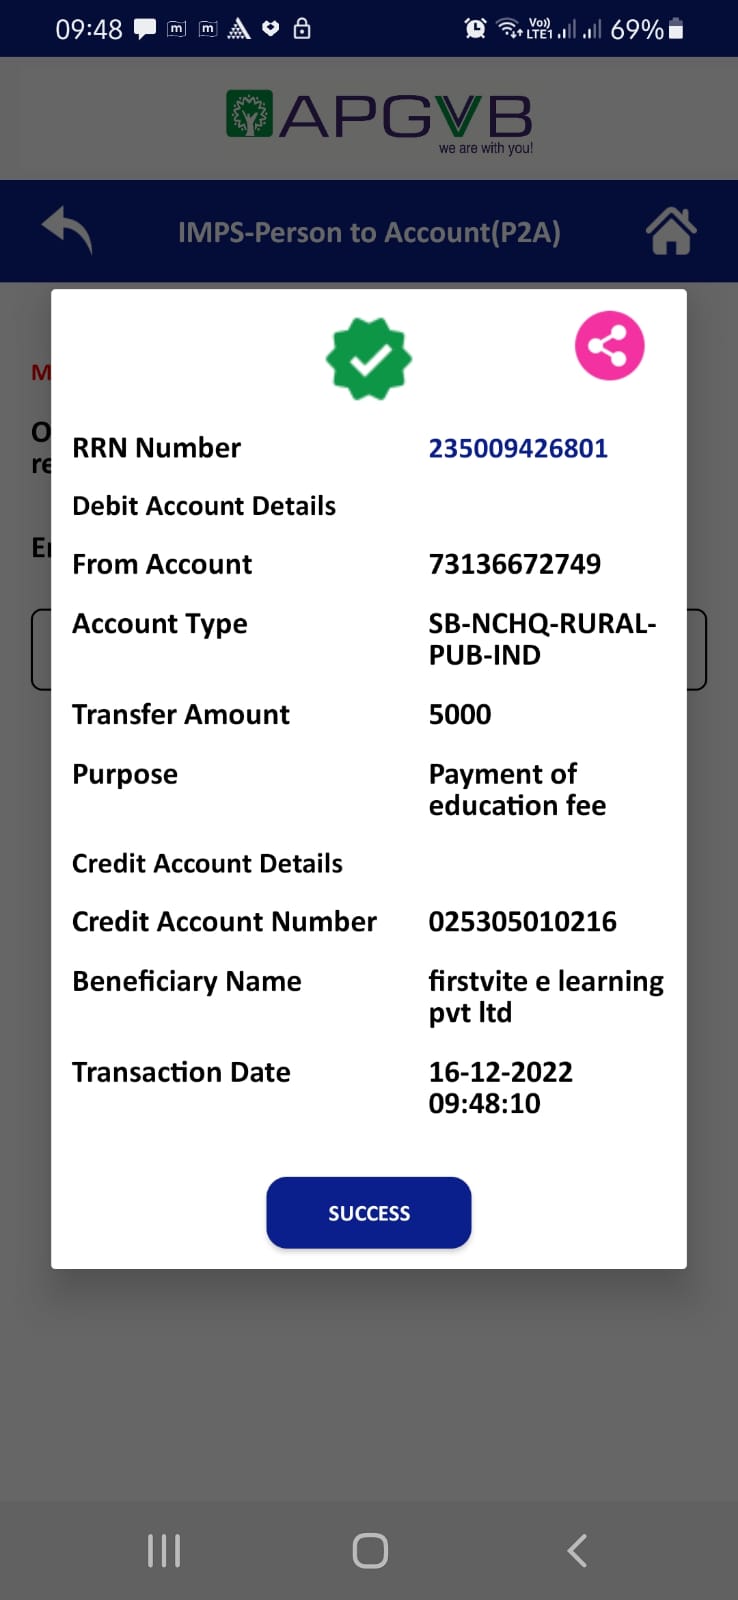 09:48
Vo))
LTE1
69%
APGVB
we are with you!
IMPS-Person to Account(P2A)
M
O
re
RRN Number 235009426801
Debit Account Details
From Account 73136672749
Account Type SB-NCHQ-RURAL-
PUB-IND
Transfer Amount 5000
Purpose Payment of
education fee
Credit Account Details
Credit Account Number 025305010216
Beneficiary Name firstvite e learning
pvt ltd
Transaction Date 16-12-2022
09:48:10
SUCCESS